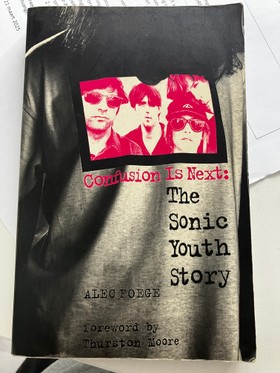 Confusion Is Next:
The
Sonic
Youth
Story
ALEC FOEGE
foreword by
Thurston Moore